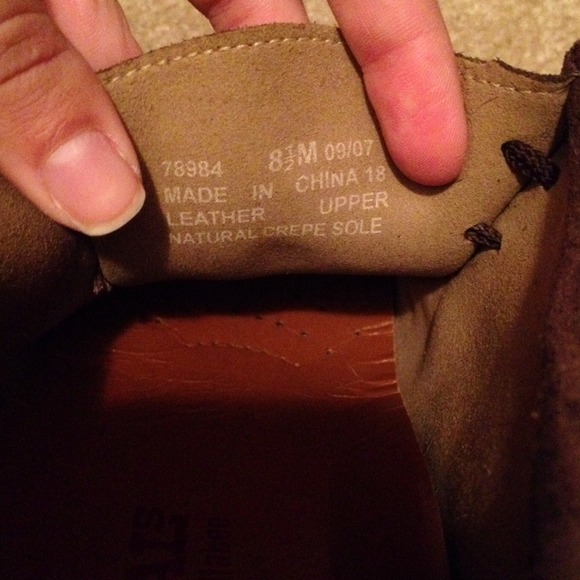 78984 8½M 09/07
MADE IN CHINA 18
LEATHER UPPER
NATURAL CREPE SOLE